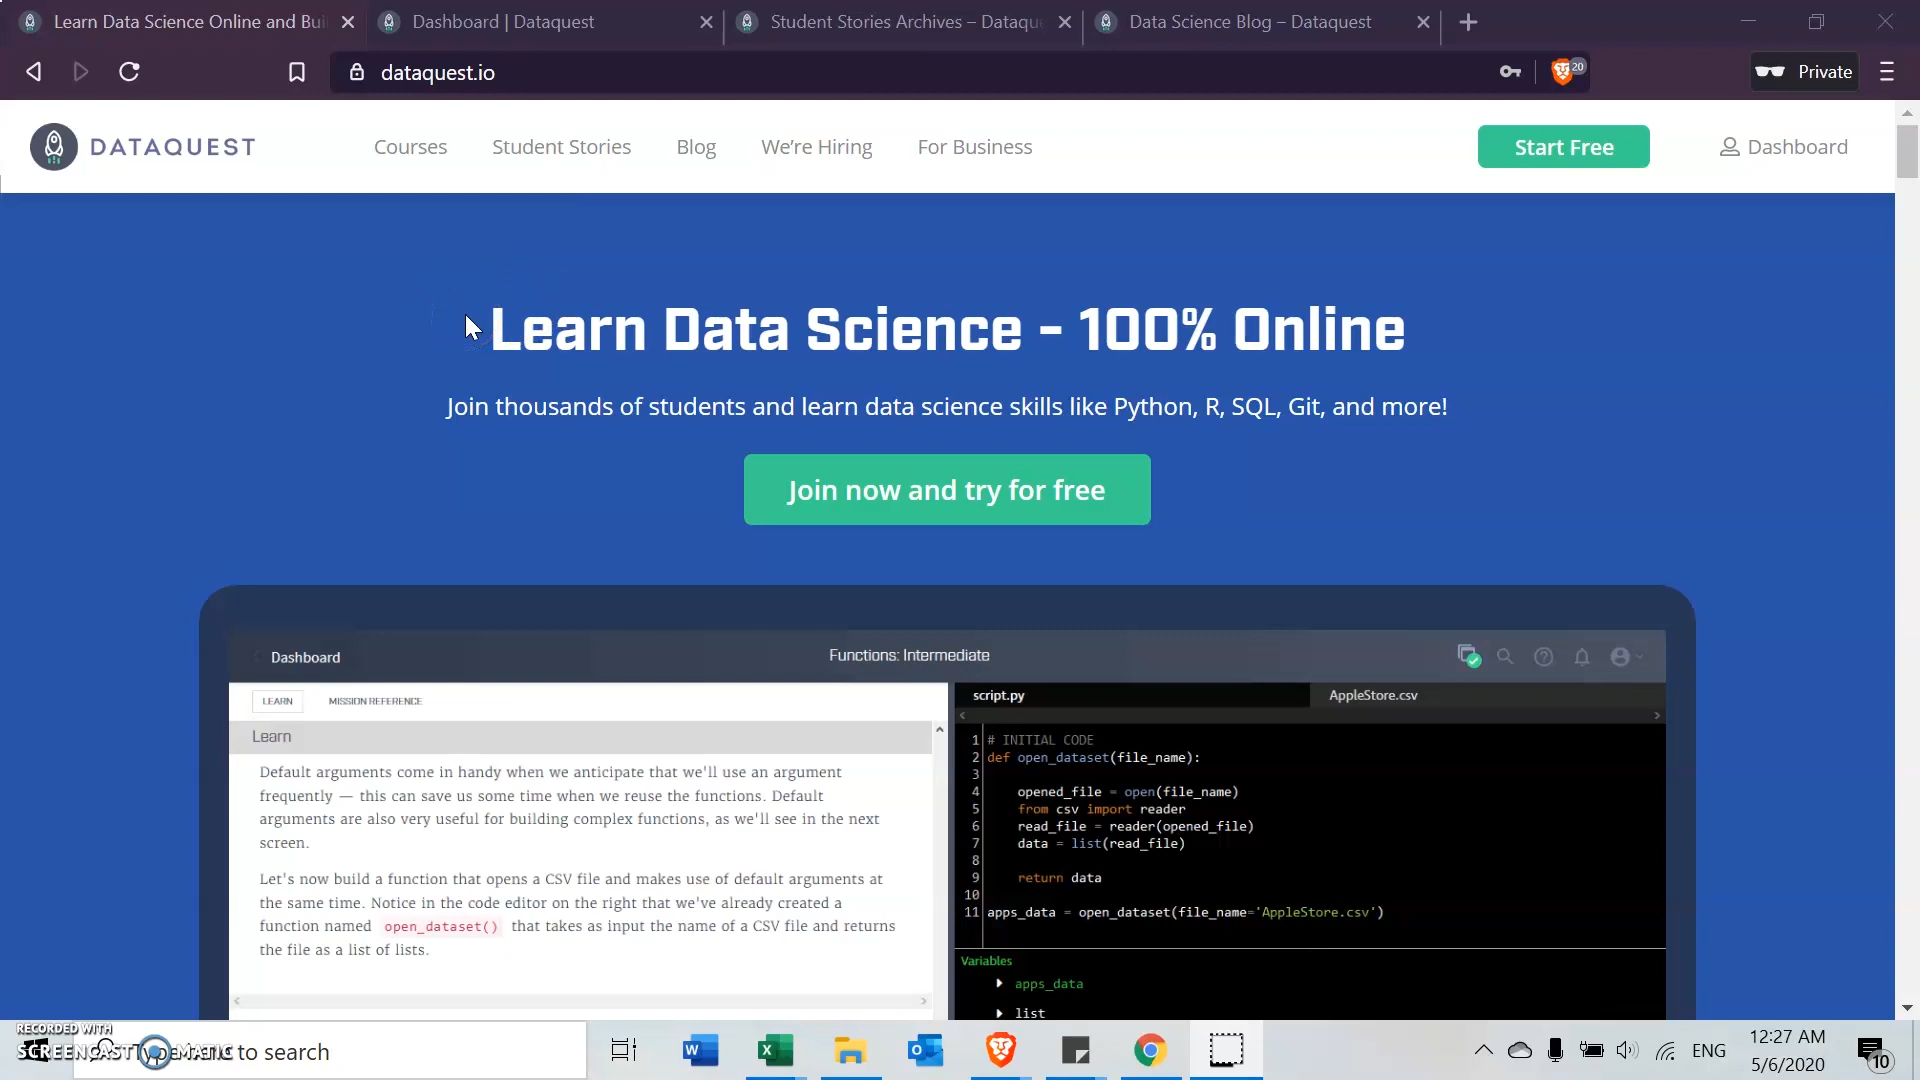 Learn Data Science Online and Bui
Dashboard | Dataquest
Student Stories Archives – Dataqu
Data Science Blog – Dataquest
dataquest.io
20
Private
DATAQUEST
Courses
Student Stories
Blog
We're Hiring
For Business
Start Free
Dashboard
Learn Data Science - 100% Online
Join thousands of students and learn data science skills like Python, R, SQL, Git, and more!
Join now and try for free
Dashboard
Functions: Intermediate
LEARN
MISSION REFERENCE
Learn
Default arguments come in handy when we anticipate that we'll use an argument
frequently — this can save us some time when we reuse the functions. Default
arguments are also very useful for building complex functions, as we'll see in the next
screen.
Let's now build a function that opens a CSV file and makes use of default arguments at
the same time. Notice in the code editor on the right that we've already created a
function named open_dataset() that takes as input the name of a CSV file and returns
the file as a list of lists.
script.py
AppleStore.csv
1 # INITIAL CODE
2 def open_dataset(file_name):
3
4 opened_file = open(file_name)
5 from csv import reader
6 read_file = reader(opened_file)
7 data = list(read_file)
8
9 return data
10
11 apps_data = open_dataset(file_name='AppleStore.csv')
Variables
apps_data
list
RECORDED WITH
SCREENCAST MATIC
to search
ENG
12:27 AM
5/6/2020
10